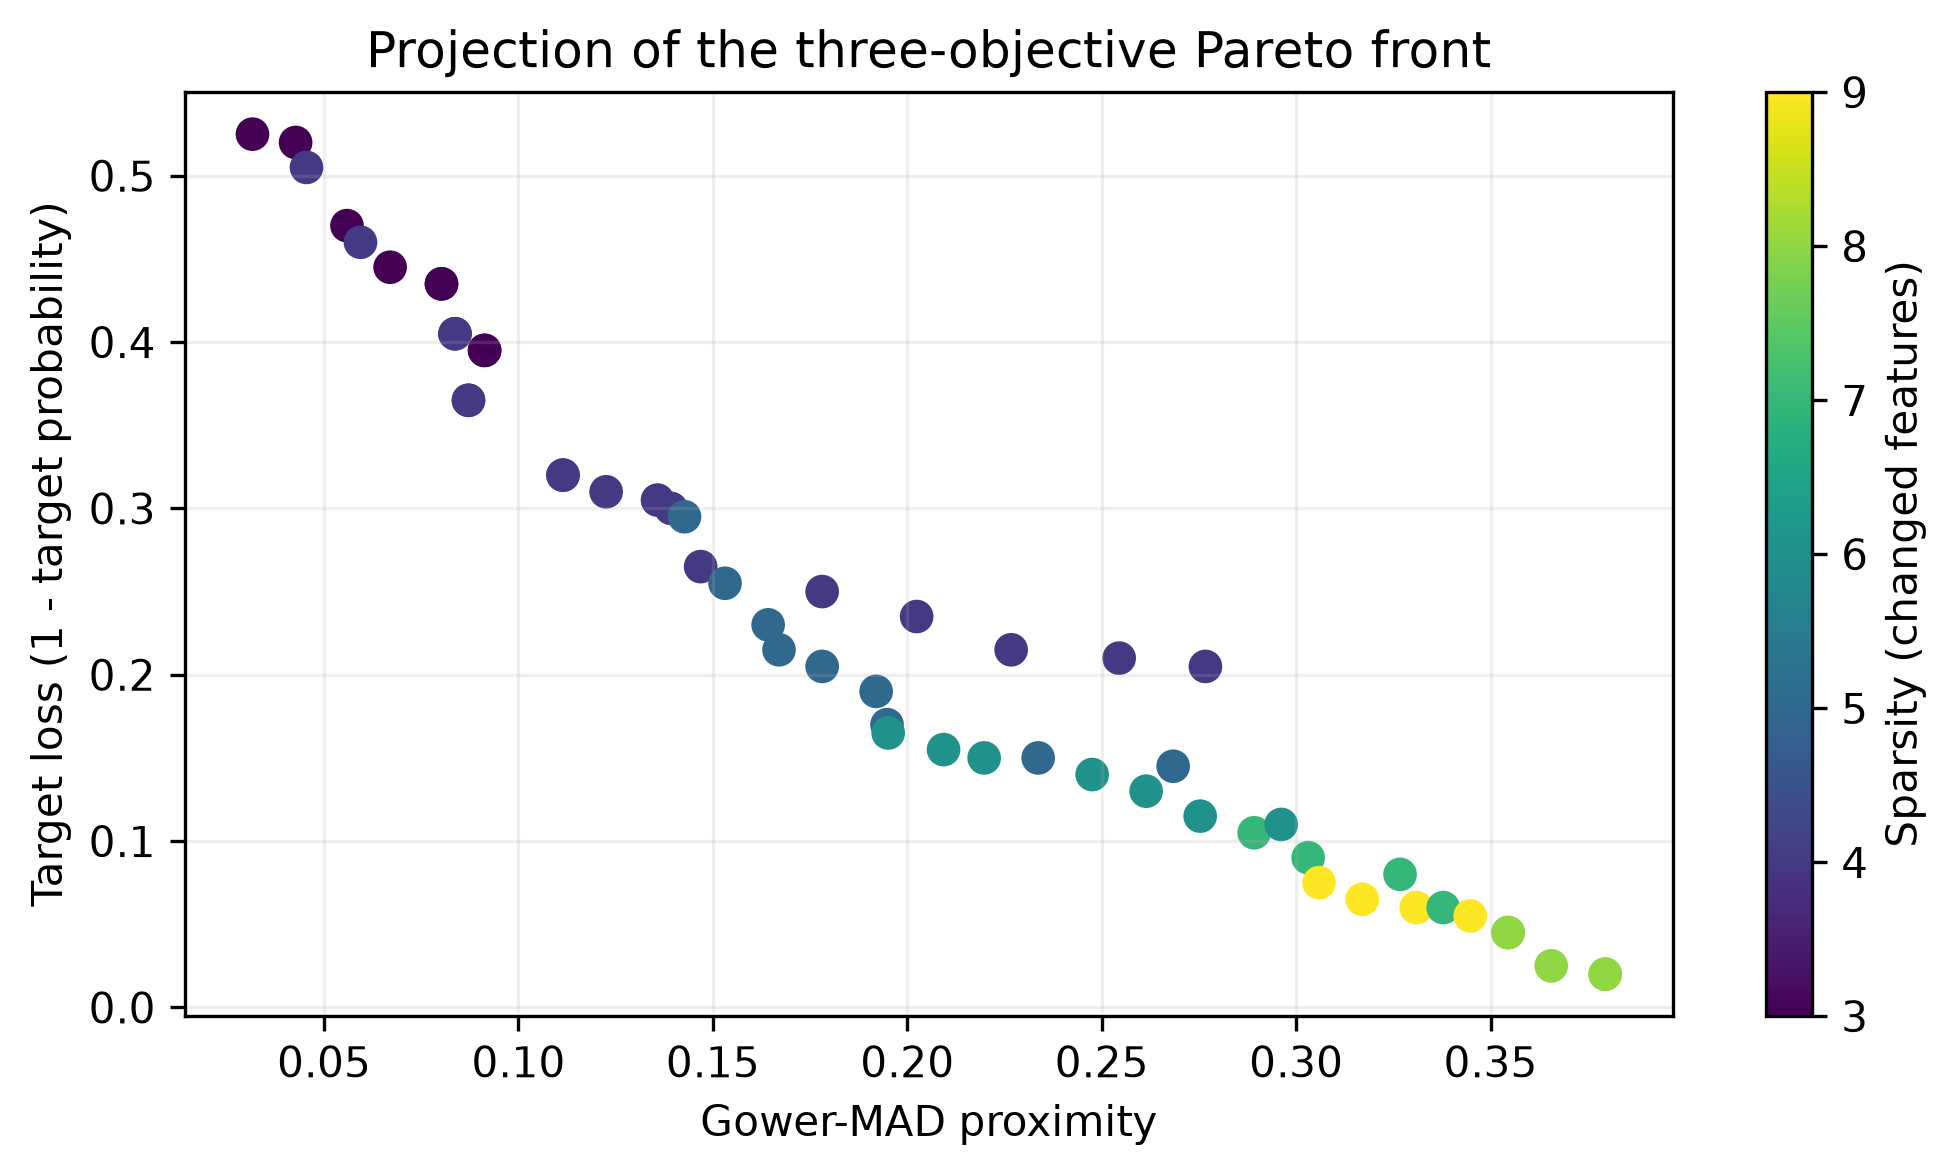 Projection of the three-objective Pareto front
Target loss (1 - target probability)
0.5
0.4
0.3
0.2
0.1
0.0
0.05 0.10 0.15 0.20 0.25 0.30 0.35
Gower-MAD proximity
9
8
7
6
5
4
3
Sparsity (changed features)